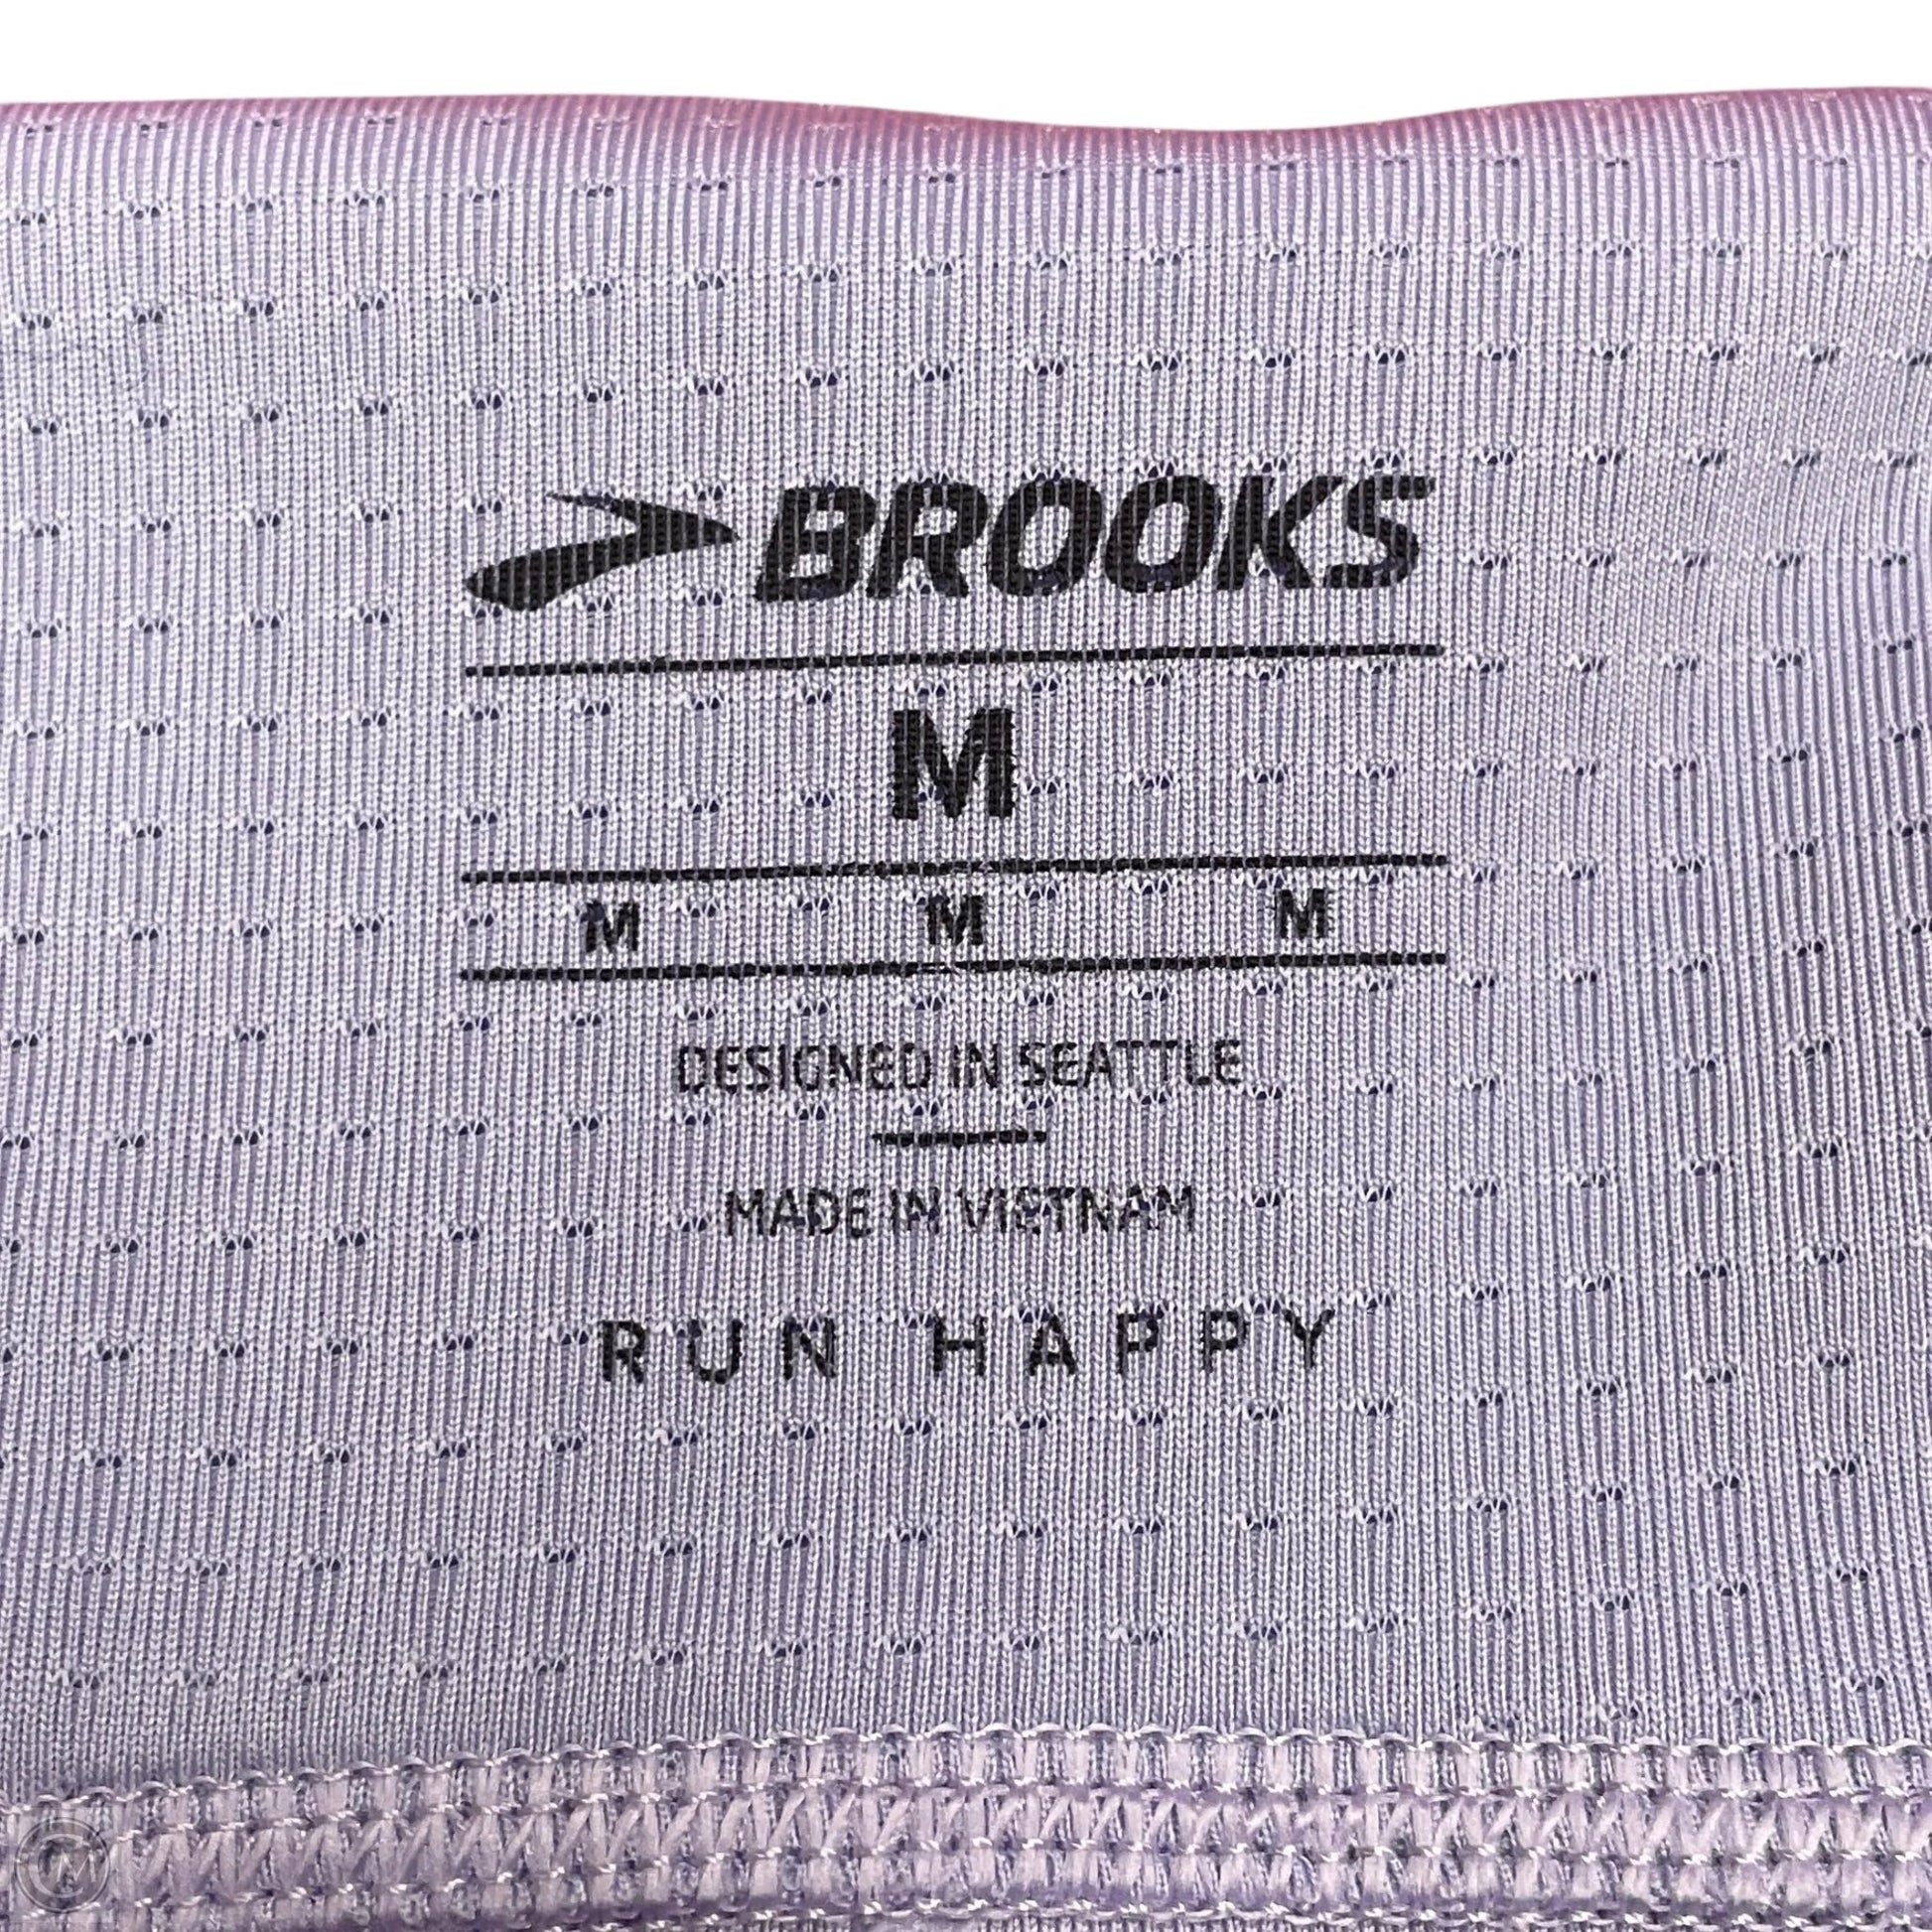 BROOKS
M
M M M
DESIGNED IN SEATTLE
MADE IN VIETNAM
RUN HAPPY